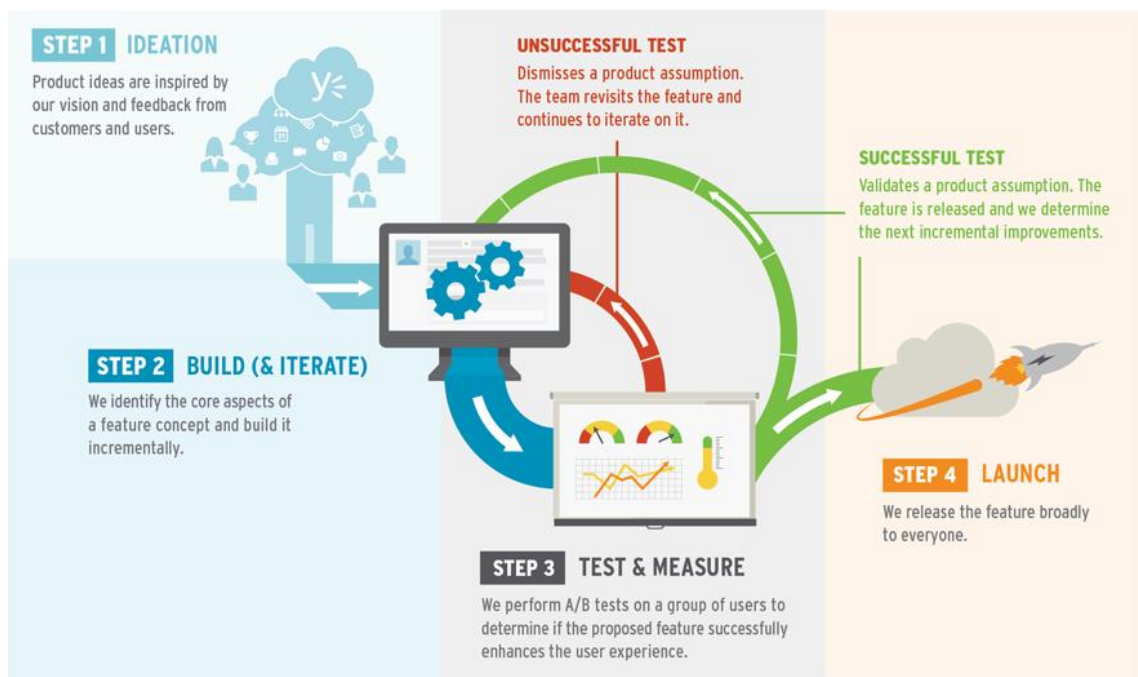 STEP 1 IDEATION
Product ideas are inspired by
our vision and feedback from
customers and users.
UNSUCCESSFUL TEST
Dismisses a product assumption.
The team revisits the feature and
continues to iterate on it.
SUCCESSFUL TEST
Validates a product assumption. The
feature is released and we determine
the next incremental improvements.
STEP 2 BUILD (& ITERATE)
We identify the core aspects of
a feature concept and build it
incrementally.
STEP 3 TEST & MEASURE
We perform A/B tests on a group of users to
determine if the proposed feature successfully
enhances the user experience.
STEP 4 LAUNCH
We release the feature broadly
to everyone.